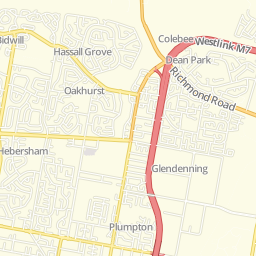 Bidwill
Colebee
Westlink M7
Hassall Grove
Dean Park
Oakhurst
Richmond Road
Hebersham
Glendenning
Plumpton